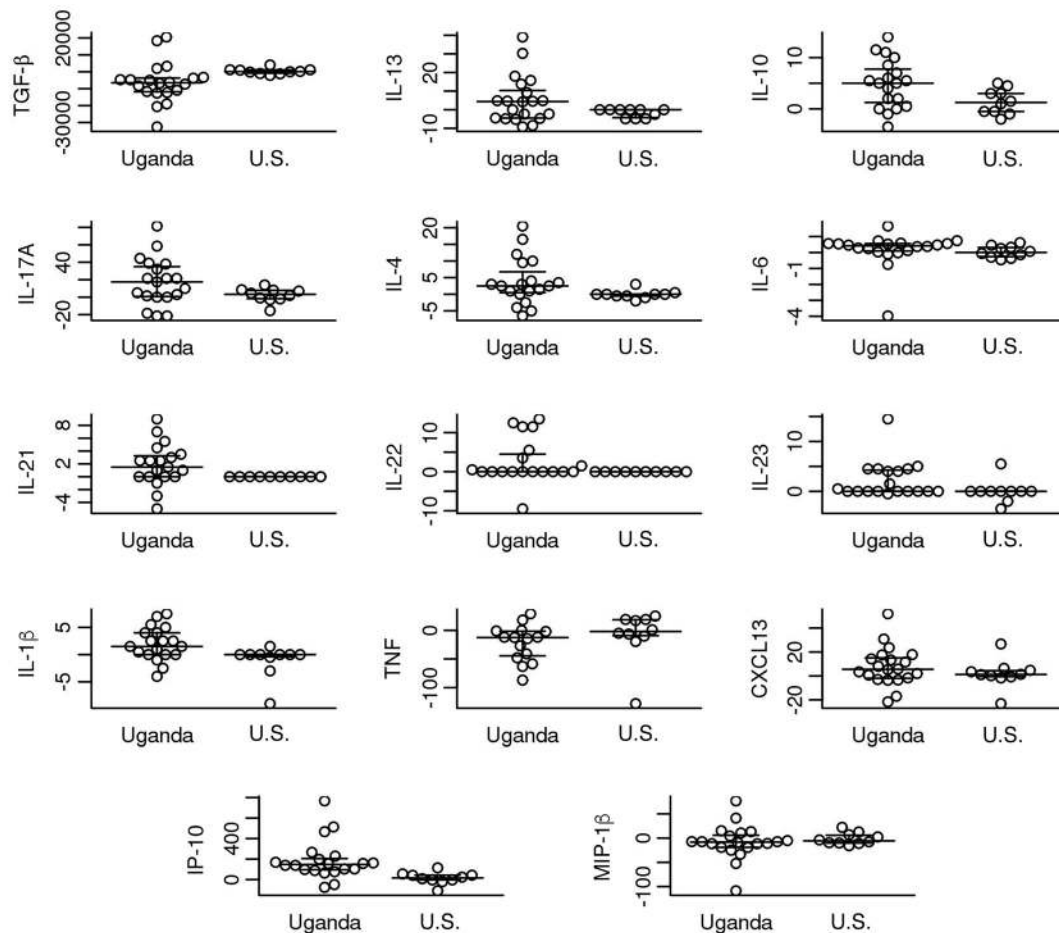 TGF-β
20000
-30000
Uganda
U.S.
IL-13
20
-10
Uganda
U.S.
IL-10
10
0
Uganda
U.S.
IL-17A
40
-20
Uganda
U.S.
IL-4
20
5
-5
Uganda
U.S.
IL-6
-1
-4
Uganda
U.S.
IL-21
8
2
-4
Uganda
U.S.
IL-22
10
0
-10
Uganda
U.S.
IL-23
10
0
Uganda
U.S.
IL-1β
5
-5
Uganda
U.S.
TNF
0
-100
Uganda
U.S.
CXCL13
20
-20
Uganda
U.S.
IP-10
400
0
Uganda
U.S.
MIP-1β
0
-100
Uganda
U.S.